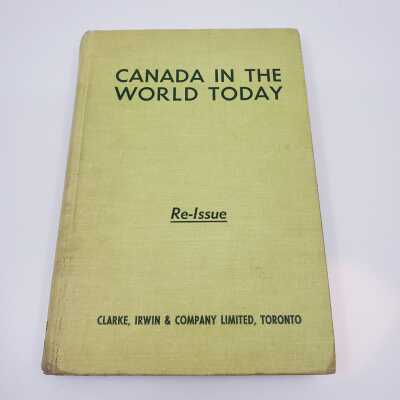 CANADA IN THE
WORLD TODAY
Re-Issue
CLARKE, IRWIN & COMPANY LIMITED, TORONTO